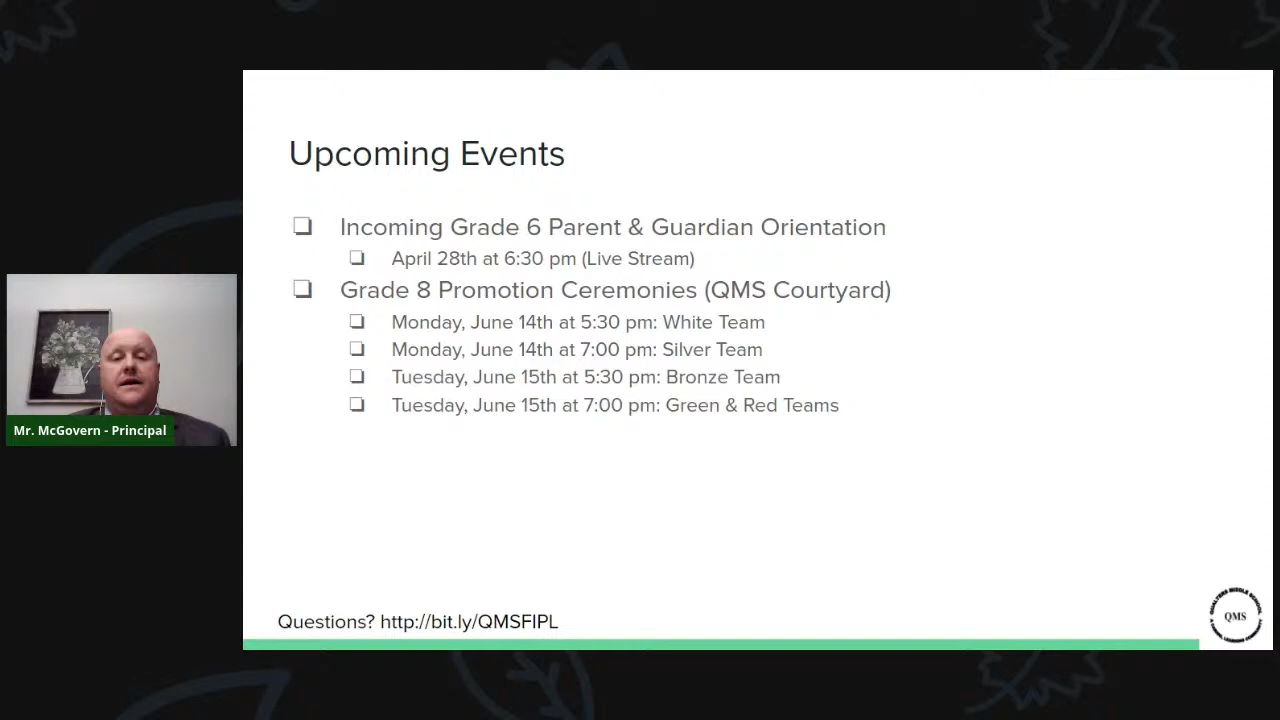 Upcoming Events
❏ Incoming Grade 6 Parent & Guardian Orientation
❏ April 28th at 6:30 pm (Live Stream)
❏ Grade 8 Promotion Ceremonies (QMS Courtyard)
❏ Monday, June 14th at 5:30 pm: White Team
❏ Monday, June 14th at 7:00 pm: Silver Team
❏ Tuesday, June 15th at 5:30 pm: Bronze Team
❏ Tuesday, June 15th at 7:00 pm: Green & Red Teams
Mr. McGovern - Principal
Questions? http://bit.ly/QMSFIPL
QMS